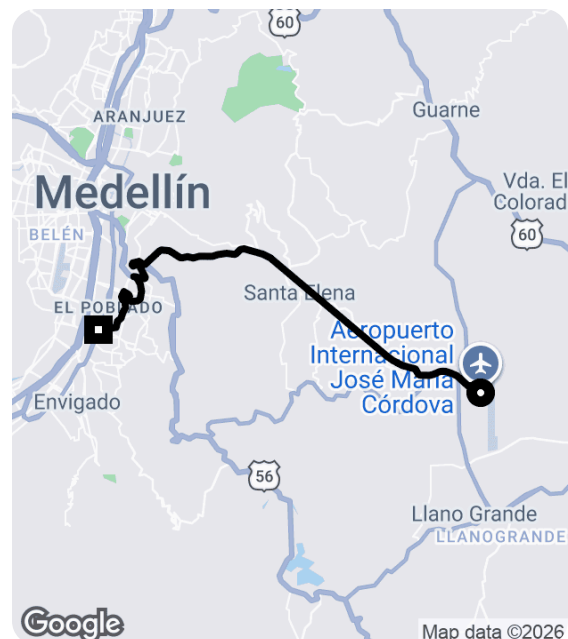 60
Guarne
ARANJUEZ
Medellín
Vda. El
Colorad
BELÉN
60
Santa Elena
EL POBLADO
Aeropuerto
Internacional
José María
Córdova
Envigado
56
Llano Grande
LLANOGRANDE
Google
Map data ©2026